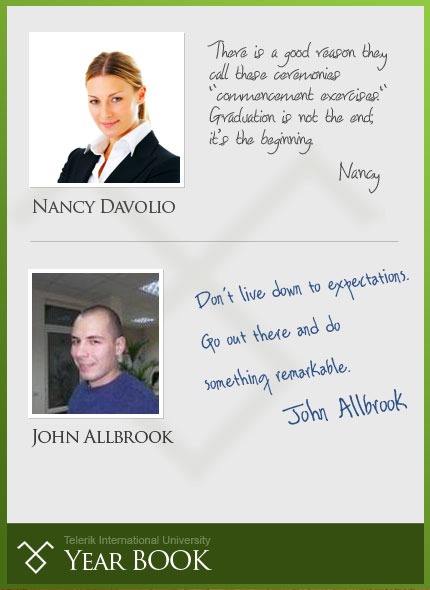 There is a good reason they
call these ceremonies
"commencement exercises."
Graduation is not the end;
it's the beginning.
Nancy
NANCY DAVOLIO
Don't live down to expectations.
Go out there and do
something remarkable.
John Allbrook
JOHN ALLBROOK
Telerik International University
YEAR BOOK